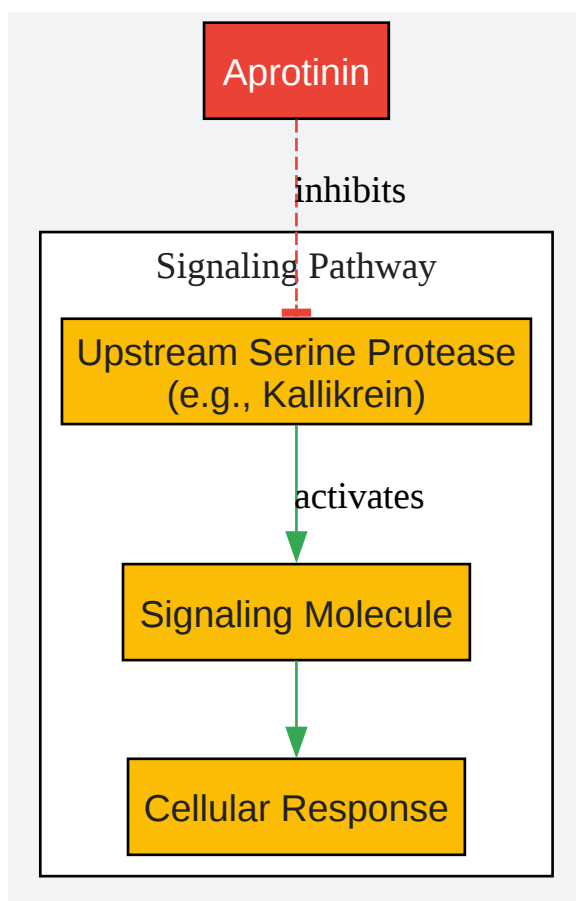 Aprotinin
inhibits
Signaling Pathway
Upstream Serine Protease
(e.g., Kallikrein)
activates
Signaling Molecule
Cellular Response